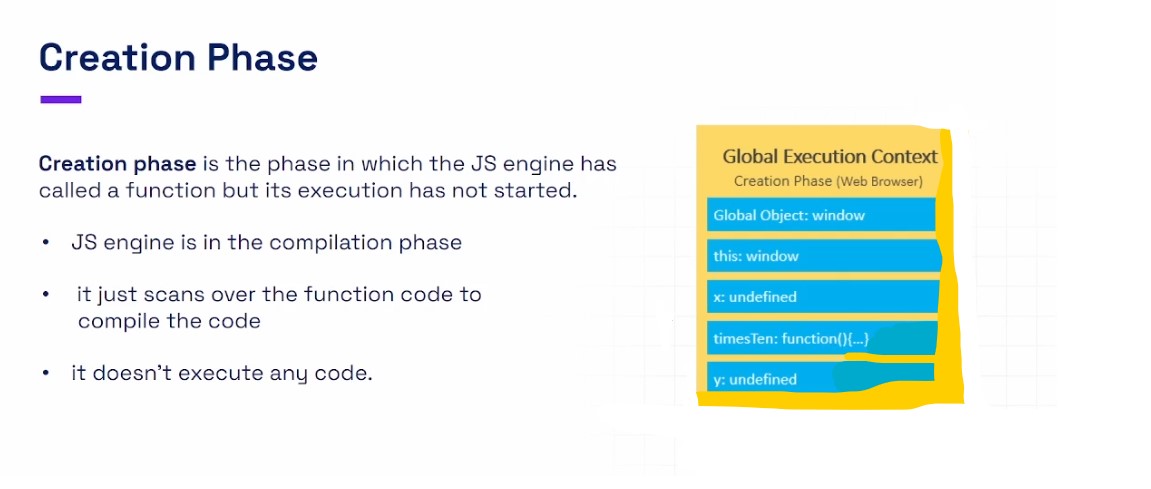 Creation Phase
Creation phase is the phase in which the JS engine has
called a function but its execution has not started.
• JS engine is in the compilation phase
• it just scans over the function code to
compile the code
• it doesn't execute any code.
Global Execution Context
Creation Phase (Web Browser)
Global Object: window
this: window
x: undefined
timesTen: function(){...}
y: undefined